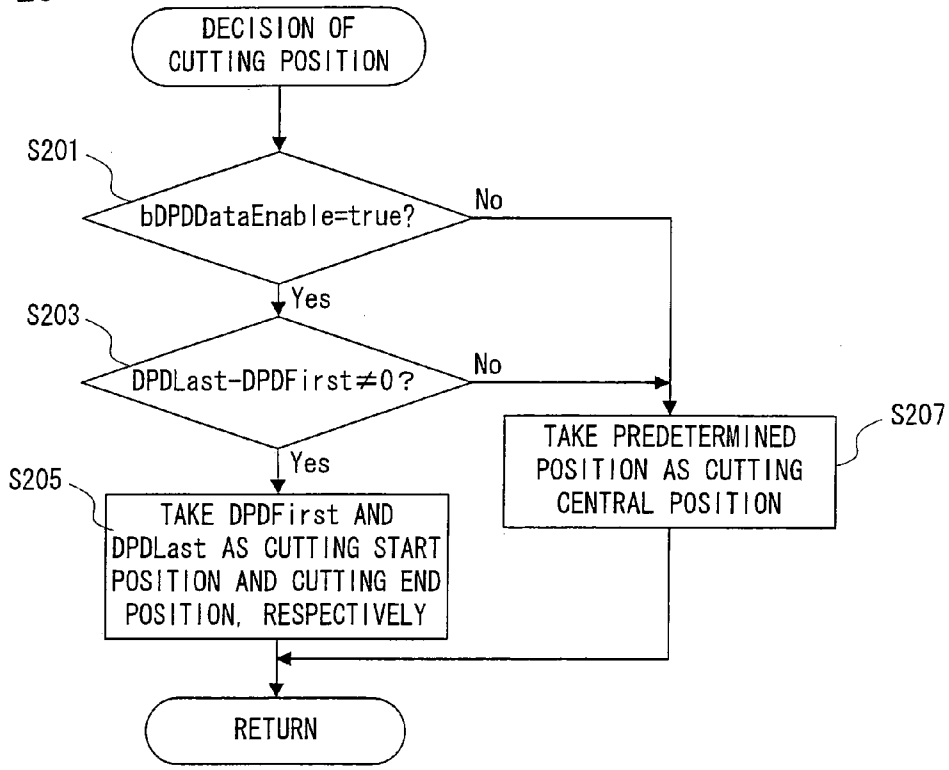 DECISION OF
CUTTING POSITION
S201
bDPDDataEnable=true?
No
Yes
S203
DPDLast-DPDFirst≠0?
No
Yes
S207
TAKE PREDETERMINED
POSITION AS CUTTING
CENTRAL POSITION
S205
TAKE DPDFirst AND
DPDLast AS CUTTING START
POSITION AND CUTTING END
POSITION, RESPECTIVELY
RETURN